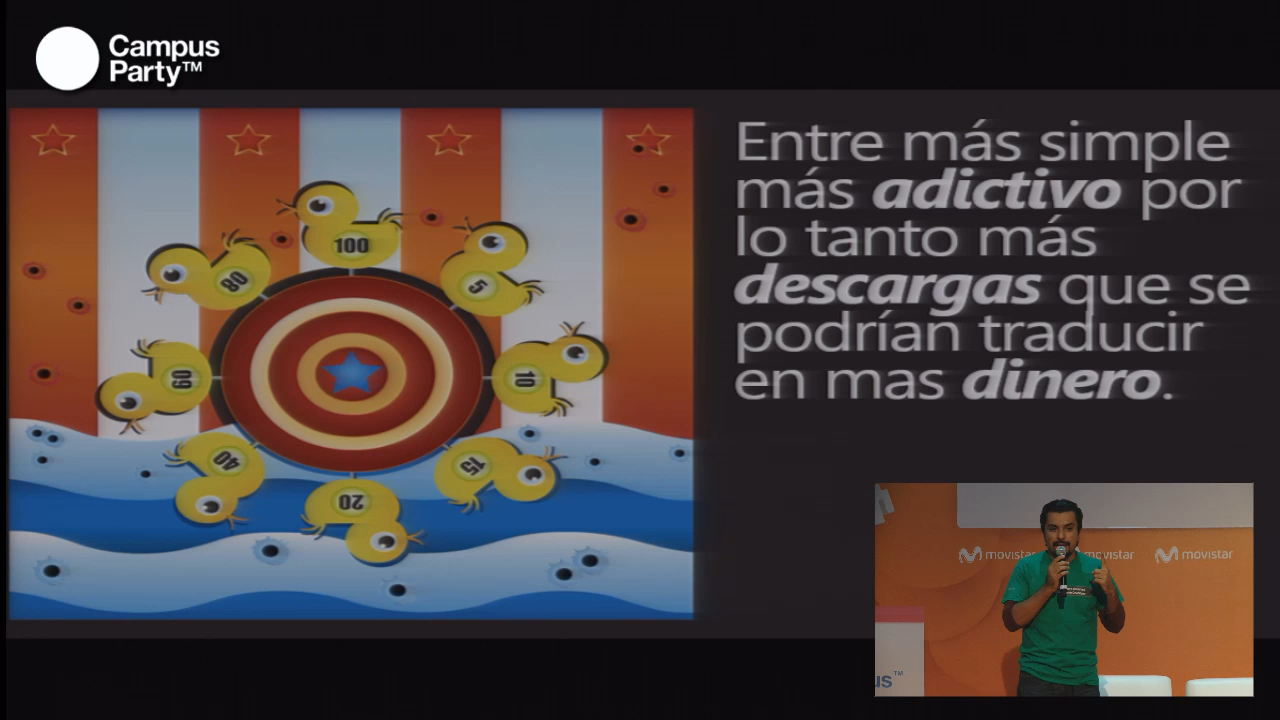 Campus
Party™
Entre más simple
más adictivo por
lo tanto más
descargas que se
podrían traducir
en mas dinero.
100
80
5
60
10
40
15
20
movistar
movistar
movistar
us™